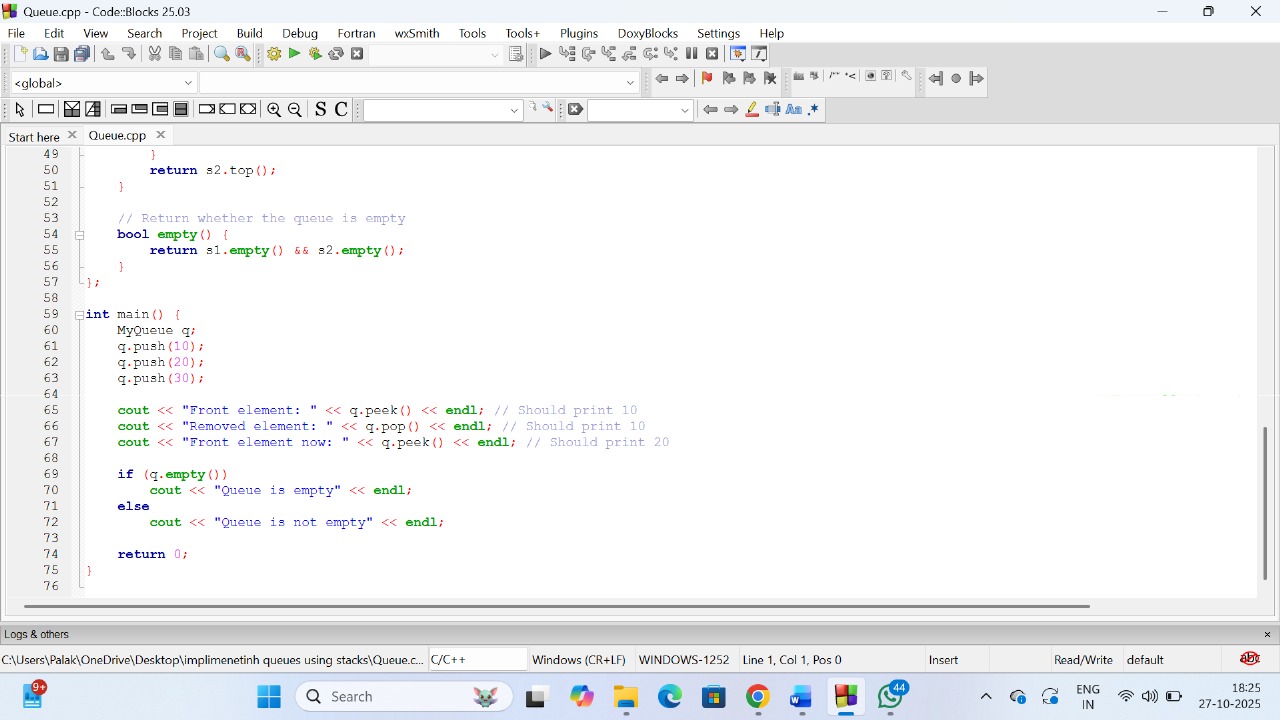 Queue.cpp - Code::Blocks 25.03
File Edit View Search Project Build Debug Fortran wxSmith Tools Tools+ Plugins DoxyBlocks Settings Help
<global>
S C
Aa .*
Start here Queue.cpp
49 }
50 return s2.top();
51 }
52
53 // Return whether the queue is empty
54 bool empty() {
55 return s1.empty() && s2.empty();
56 }
57 };
58
59 int main() {
60 MyQueue q;
61 q.push(10);
62 q.push(20);
63 q.push(30);
64
65 cout << "Front element: " << q.peek() << endl; // Should print 10
66 cout << "Removed element: " << q.pop() << endl; // Should print 10
67 cout << "Front element now: " << q.peek() << endl; // Should print 20
68
69 if (q.empty())
70 cout << "Queue is empty" << endl;
71 else
72 cout << "Queue is not empty" << endl;
73
74 return 0;
75 }
76
Logs & others
C:\Users\Palak\OneDrive\Desktop\implimenetinh queues using stacks\Queue.c... C/C++ Windows (CR+LF) WINDOWS-1252 Line 1, Col 1, Pos 0 Insert Read/Write default abc
9+ Search 44 ENG IN 18:25
27-10-2025